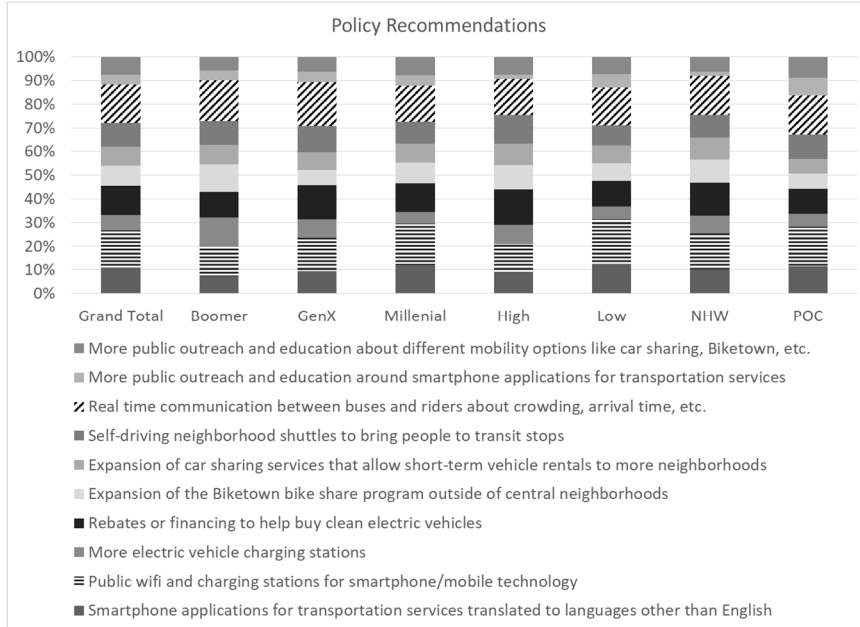 Policy Recommendations
100%
90%
80%
70%
60%
50%
40%
30%
20%
10%
0%
Grand Total Boomer GenX Millenial High Low NHW POC
More public outreach and education about different mobility options like car sharing, Biketown, etc.
More public outreach and education around smartphone applications for transportation services
Real time communication between buses and riders about crowding, arrival time, etc.
Self-driving neighborhood shuttles to bring people to transit stops
Expansion of car sharing services that allow short-term vehicle rentals to more neighborhoods
Expansion of the Biketown bike share program outside of central neighborhoods
Rebates or financing to help buy clean electric vehicles
More electric vehicle charging stations
Public wifi and charging stations for smartphone/mobile technology
Smartphone applications for transportation services translated to languages other than English